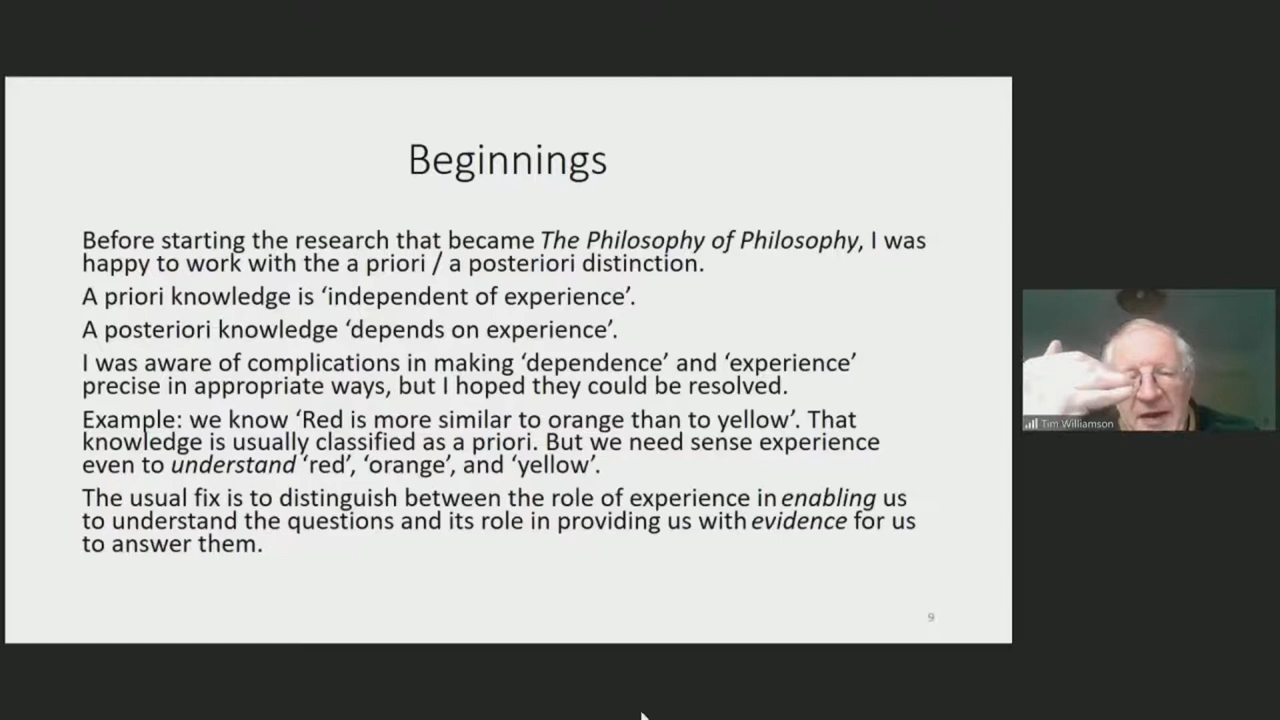 Beginnings
Before starting the research that became The Philosophy of Philosophy, I was
happy to work with the a priori / a posteriori distinction.
A priori knowledge is ‘independent of experience’.
A posteriori knowledge ‘depends on experience’.
I was aware of complications in making ‘dependence’ and ‘experience’
precise in appropriate ways, but I hoped they could be resolved.
Example: we know ‘Red is more similar to orange than to yellow’. That
knowledge is usually classified as a priori. But we need sense experience
even to understand ‘red’, ‘orange’, and ‘yellow’.
The usual fix is to distinguish between the role of experience in enabling us
to understand the questions and its role in providing us with evidence for us
to answer them.
9
Tim Williamson